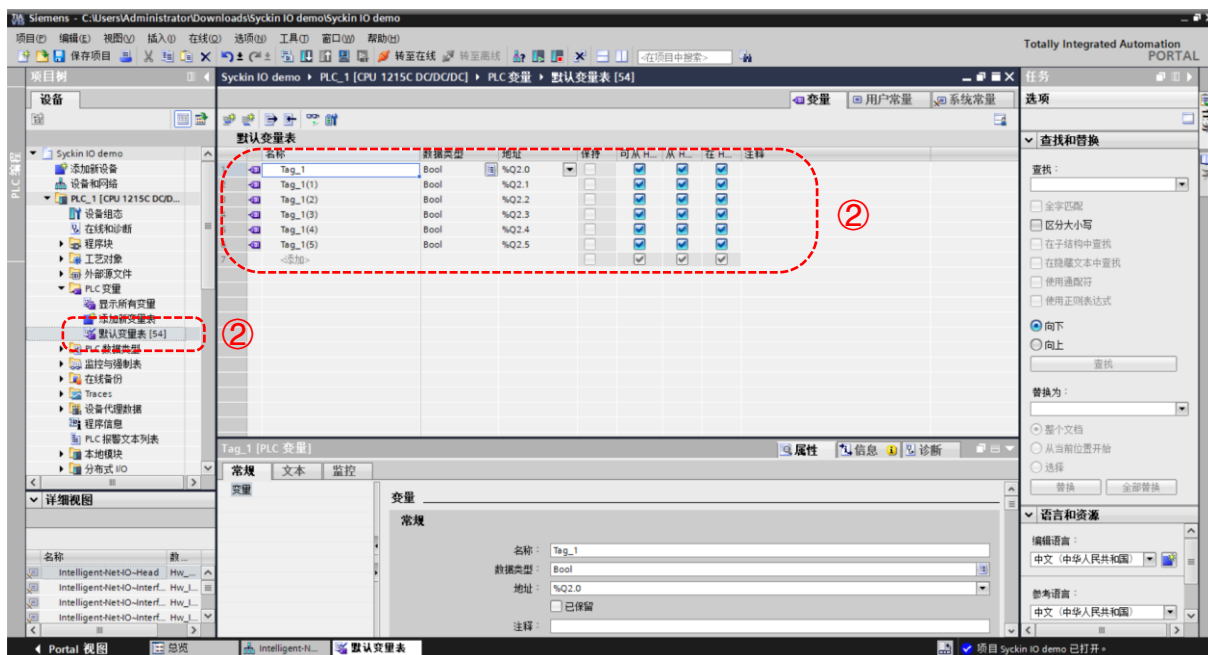 Siemens - C:\Users\Administrator\Downloads\Syckin IO demo\Syckin IO demo
项目(P) 编辑(E) 视图(V) 插入(I) 在线(O) 选项(N) 工具(T) 窗口(W) 帮助(H)
保存项目 转至在线 转至离线 <在项目中搜索>
Totally Integrated Automation
PORTAL
项目树
Syckin IO demo ▸ PLC_1 [CPU 1215C DC/DC/DC] ▸ PLC 变量 ▸ 默认变量表 [54]
任务
设备
变量 用户常量 系统常量
选项
PLC 编程
默认变量表
名称 数据类型 地址 保持 可从 H... 从 H... 在 H... 注释
Tag_1 Bool %Q2.0
Tag_1(1) Bool %Q2.1
Tag_1(2) Bool %Q2.2
Tag_1(3) Bool %Q2.3
Tag_1(4) Bool %Q2.4
Tag_1(5) Bool %Q2.5
7 <添加>
②
Syckin IO demo
添加新设备
设备和网络
PLC_1 [CPU 1215C DC/D...
设备组态
在线和诊断
程序块
工艺对象
外部源文件
PLC 变量
显示所有变量
添加新变量表
默认变量表 [54]
②
PLC 数据类型
监控与强制表
在线备份
Traces
设备代理数据
程序信息
PLC 报警文本列表
本地模块
分布式 I/O
查找和替换
查找:
全字匹配
区分大小写
在子结构中查找
在隐藏文本中查找
使用通配符
使用正则表达式
向下
向上
查找
替换为:
整个文档
从当前位置开始
选择
替换 全部替换
语言和资源
编辑语言:
中文（中华人民共和国）
参考语言:
中文（中华人民共和国）
Tag_1 [PLC 变量]
属性 信息 诊断
常规 文本 监控
变量
变量
常规
名称: Tag_1
数据类型: Bool
地址: %Q2.0
已保留
注释:
详细视图
名称 数...
Intelligent-Net-IO~Head Hw_...
Intelligent-Net-IO~Interf... Hw_I...
Intelligent-Net-IO~Interf... Hw_I...
Intelligent-Net-IO~Interf... Hw_I...
Portal 视图 总览 Intelligent-N... 默认变量表
项目 Syckin IO demo 已打开。